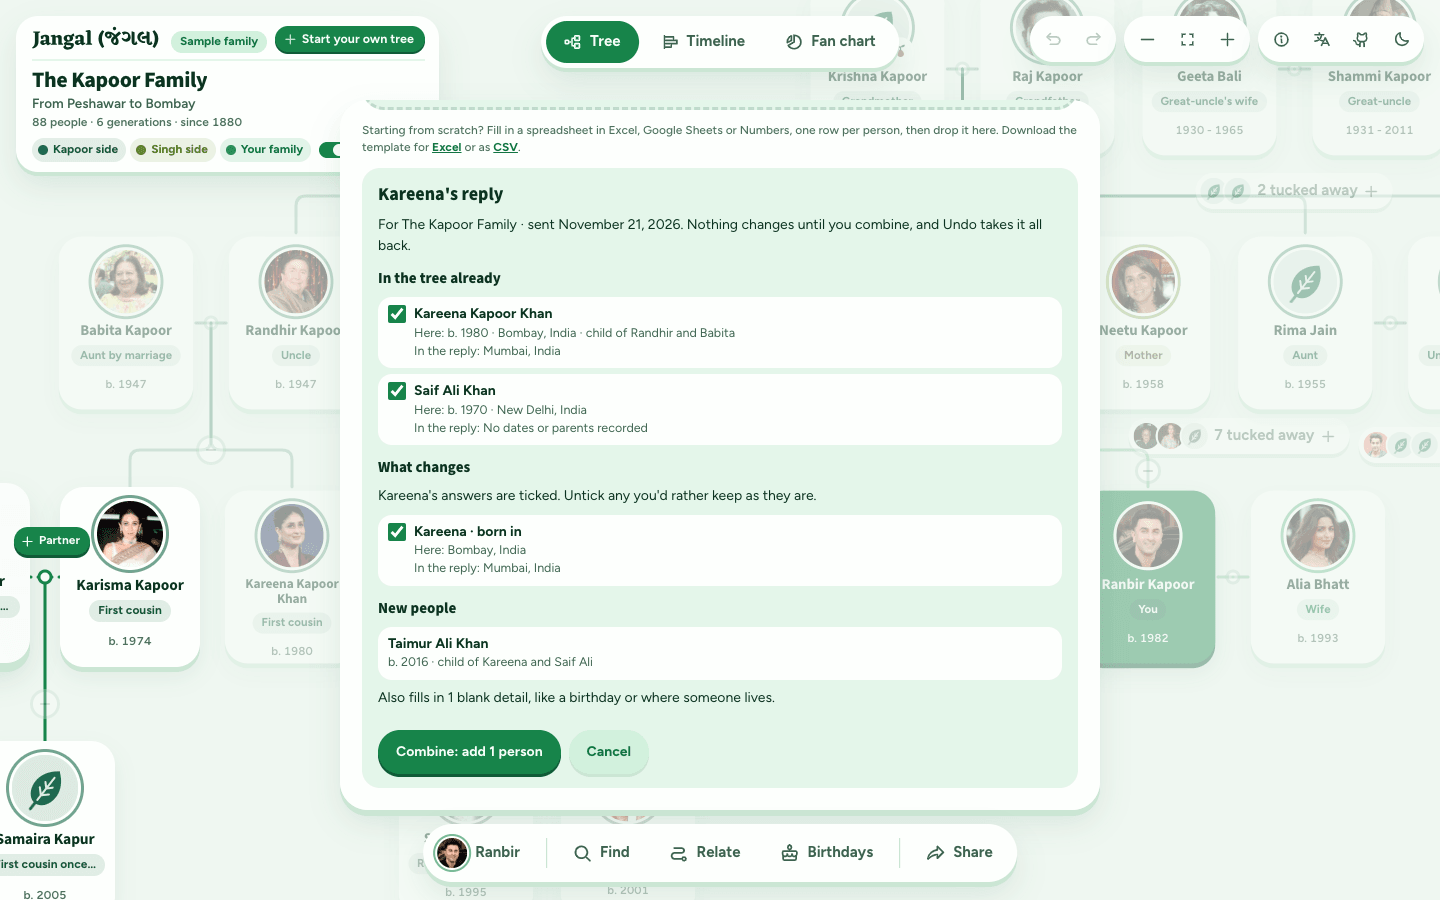 Jangal (જંગલ)
Sample family
Start your own tree
The Kapoor Family
From Peshawar to Bombay
88 people · 6 generations · since 1880
Kapoor side
Singh side
Your family
Tree
Timeline
Fan chart
Krishna Kapoor
Grandmother
Raj Kapoor
Grandfather
Geeta Bali
Great-uncle's wife
1930 - 1965
Shammi Kapoor
Great-uncle
1931 - 2011
2 tucked away
Starting from scratch? Fill in a spreadsheet in Excel, Google Sheets or Numbers, one row per person, then drop it here. Download the
template for Excel or as CSV.
Kareena's reply
For The Kapoor Family · sent November 21, 2026. Nothing changes until you combine, and Undo takes it all
back.
In the tree already
Kareena Kapoor Khan
Here: b. 1980 · Bombay, India · child of Randhir and Babita
In the reply: Mumbai, India
Saif Ali Khan
Here: b. 1970 · New Delhi, India
In the reply: No dates or parents recorded
What changes
Kareena's answers are ticked. Untick any you'd rather keep as they are.
Kareena · born in
Here: Bombay, India
In the reply: Mumbai, India
New people
Taimur Ali Khan
b. 2016 · child of Kareena and Saif Ali
Also fills in 1 blank detail, like a birthday or where someone lives.
Combine: add 1 person
Cancel
Babita Kapoor
Aunt by marriage
b. 1947
Randhir Kapoo
Uncle
b. 1947
Neetu Kapoor
Mother
b. 1958
Rima Jain
Aunt
b. 1955
7 tucked away
Partner
Karisma Kapoor
First cousin
b. 1974
Kareena Kapoor
Khan
First cousin
b. 1980
Ranbir Kapoor
You
b. 1982
Alia Bhatt
Wife
b. 1993
Samaira Kapur
First cousin once...
b. 2005
b. 1995
b. 2001
Ranbir
Find
Relate
Birthdays
Share